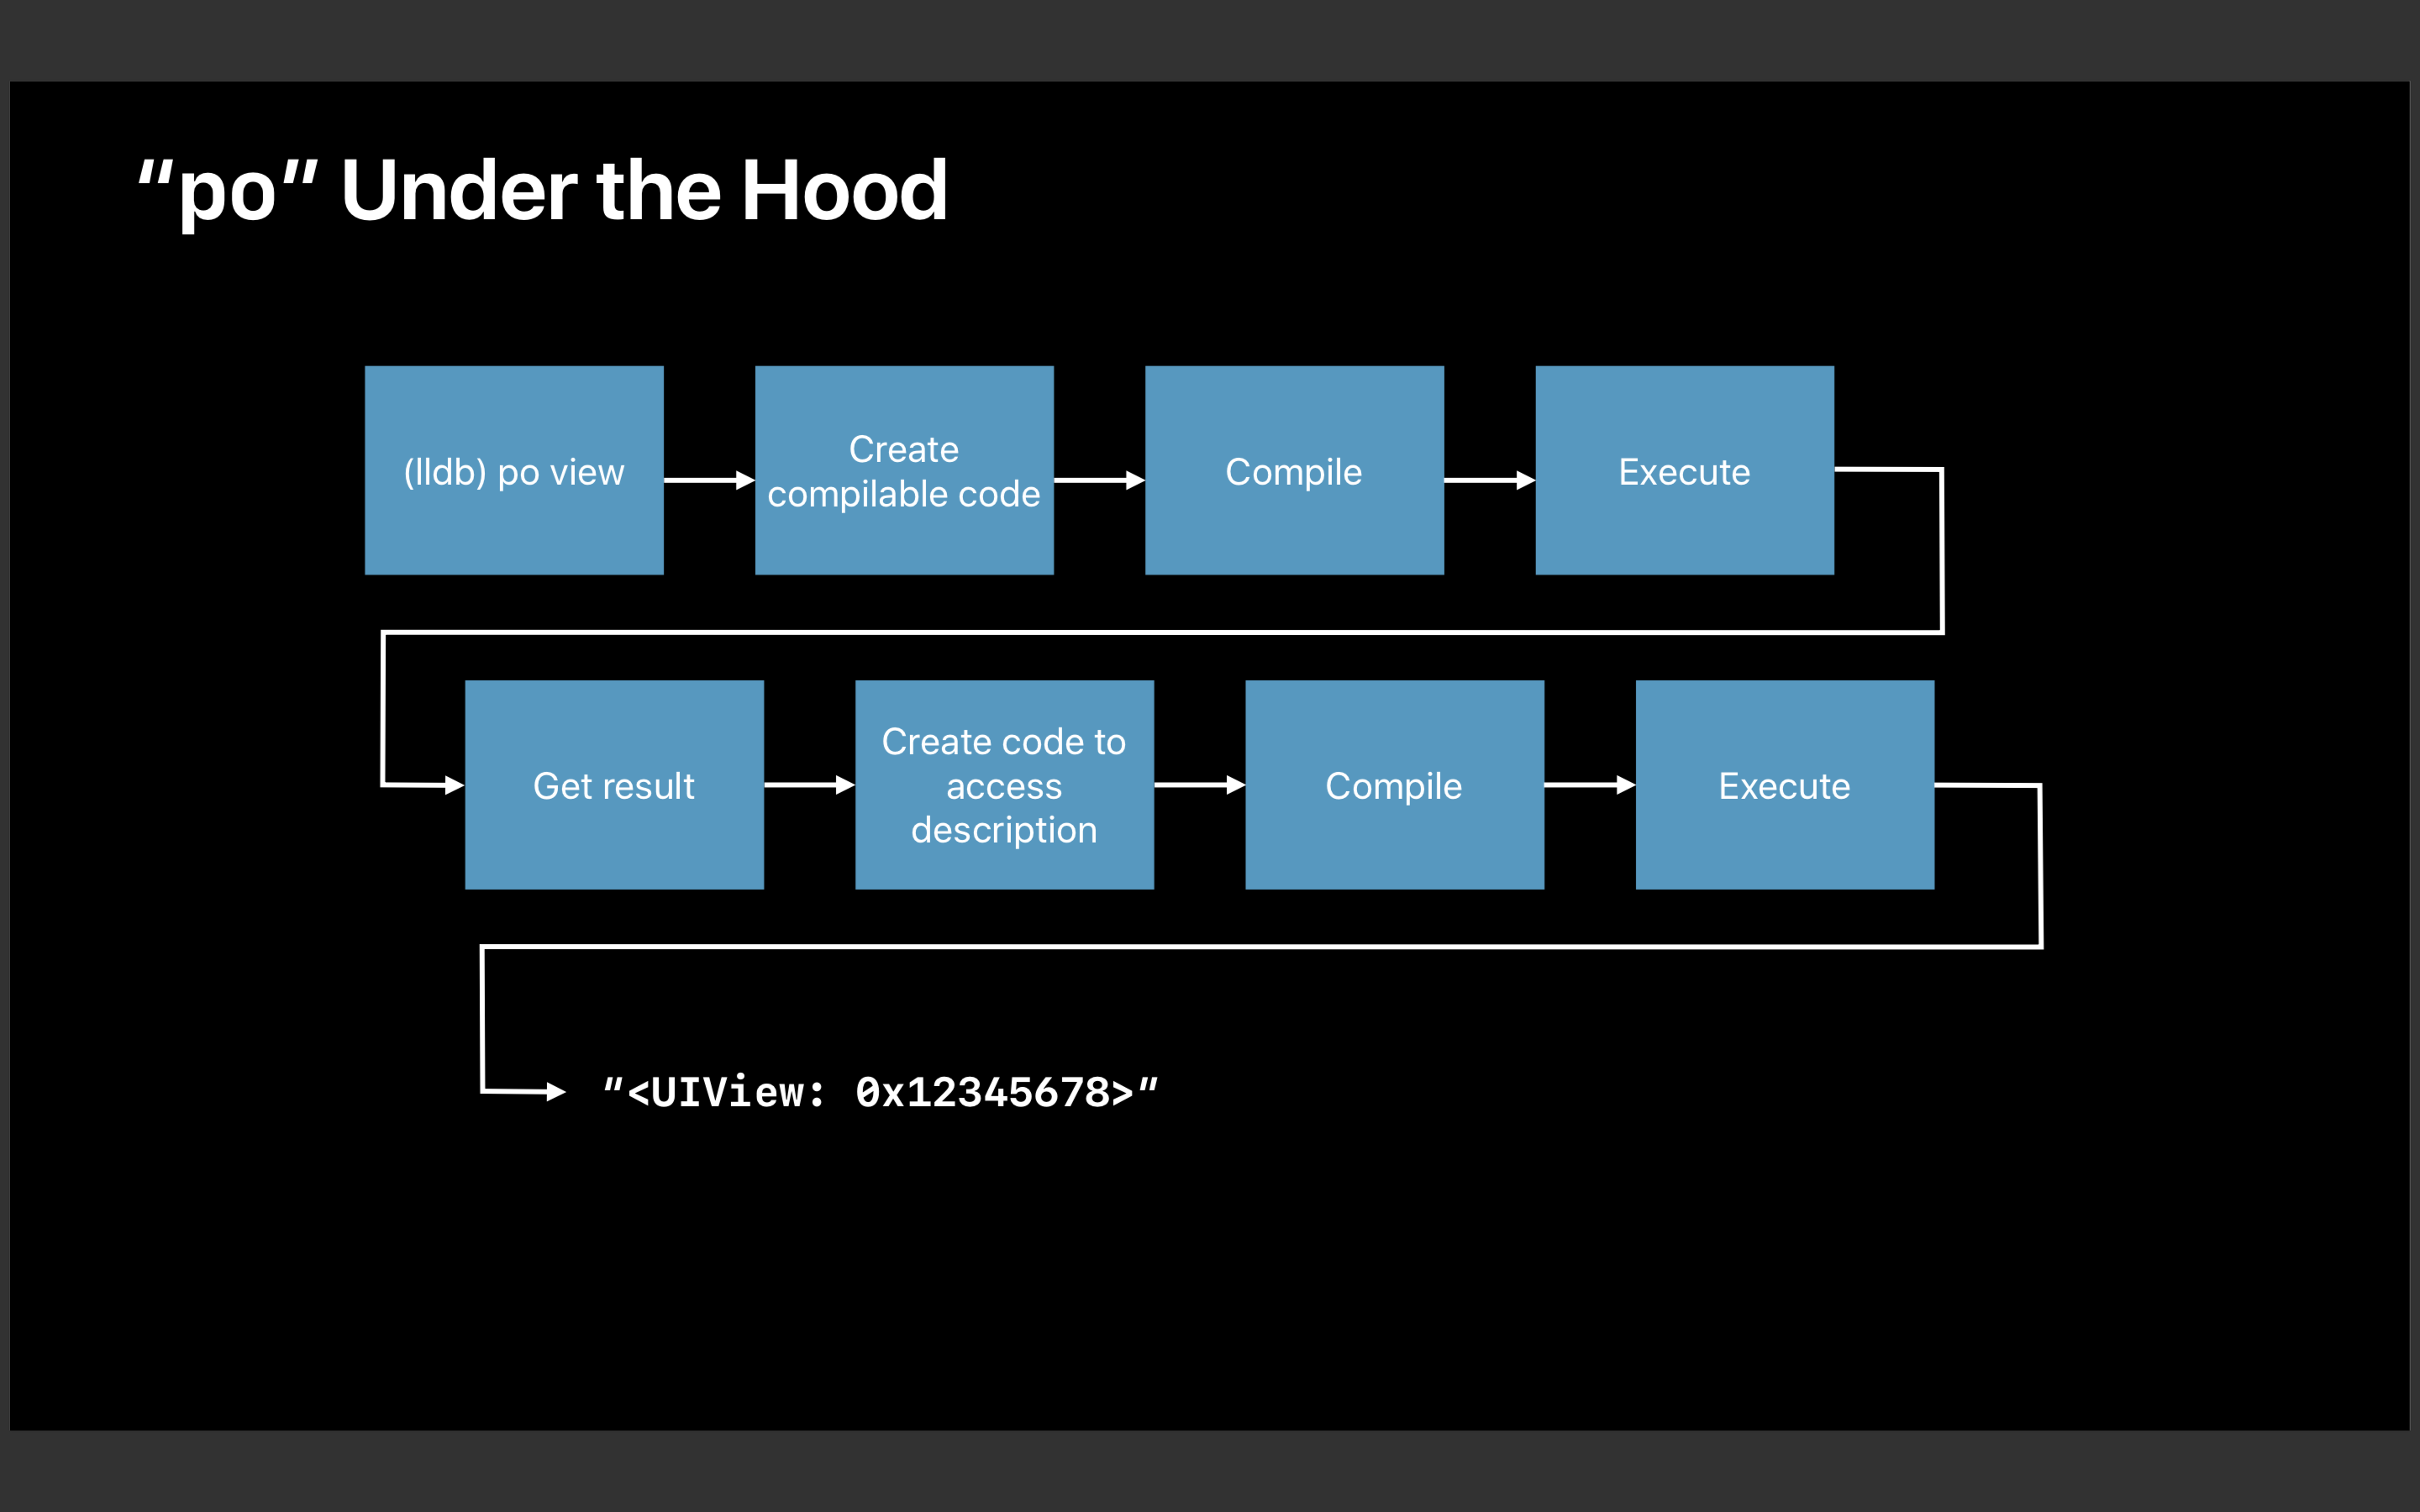 “po” Under the Hood
(lldb) po view
Create
compilable code
Compile
Execute
Get result
Create code to
access
description
Compile
Execute
“<UIView: 0x12345678>”